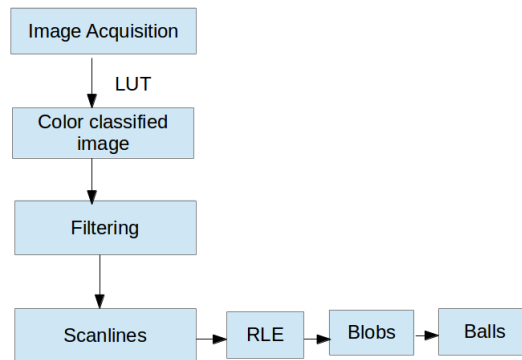 Image Acquisition
LUT
Color classified
image
Filtering
Scanlines
RLE
Blobs
Balls